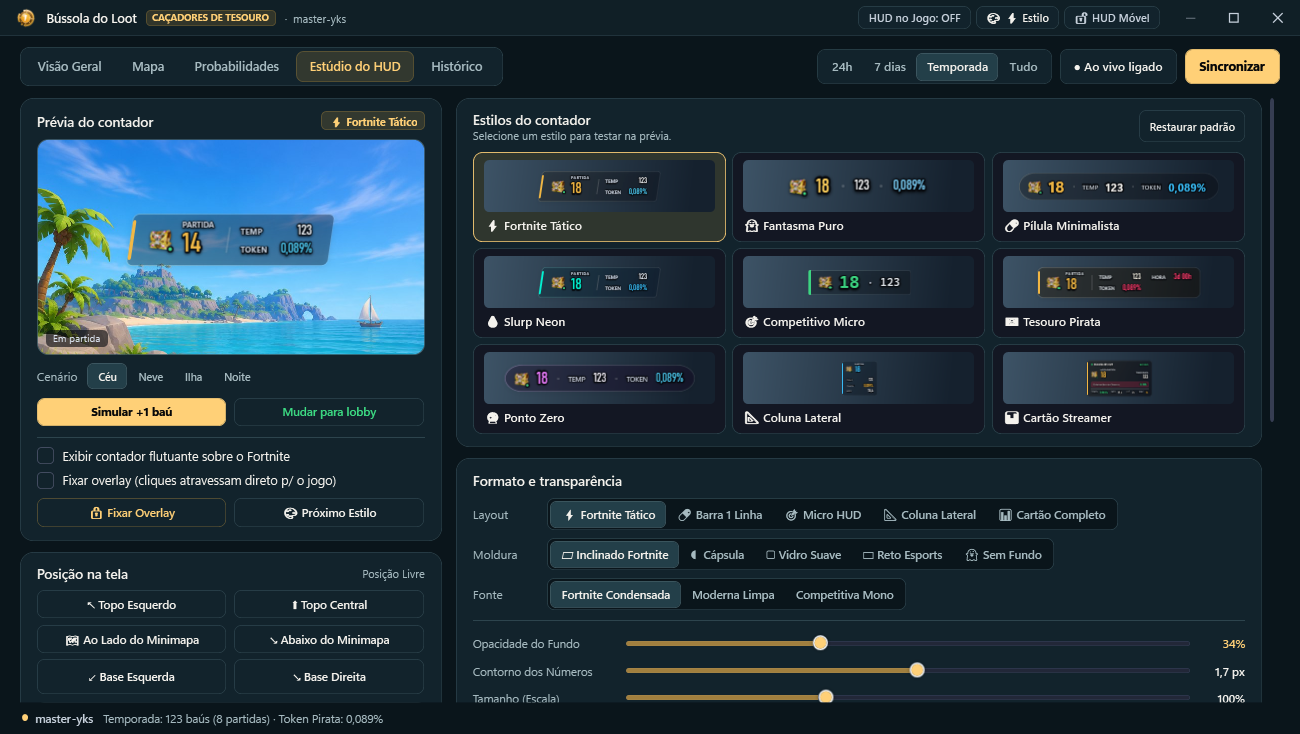 Bússola do Loot CAÇADORES DE TESOURO · master-yks HUD no Jogo: OFF Estilo HUD Móvel
Visão Geral Mapa Probabilidades Estúdio do HUD Histórico 24h 7 dias Temporada Tudo • Ao vivo ligado Sincronizar
Prévia do contador Fortnite Tático
PARTIDA
14
TEMP 123
TOKEN 0,089%
Em partida
Cenário Céu Neve Ilha Noite
Simular +1 baú Mudar para lobby
Exibir contador flutuante sobre o Fortnite
Fixar overlay (cliques atravessam direto p/ o jogo)
Fixar Overlay Próximo Estilo
Posição na tela Posição Livre
↖ Topo Esquerdo ⬆ Topo Central
Ao Lado do Minimapa ↘ Abaixo do Minimapa
↙ Base Esquerda ↘ Base Direita
Estilos do contador
Selecione um estilo para testar na prévia.
Restaurar padrão
PARTIDA
18 TEMP 123
TOKEN 0,089%
Fortnite Tático
18 · 123 · 0,089%
Fantasma Puro
18 · TEMP 123 · TOKEN 0,089%
Pílula Minimalista
PARTIDA
18 TEMP 123
TOKEN 0,089%
Slurp Neon
18 · 123
Competitivo Micro
PARTIDA
18 TEMP 123 HORA 3d 00h
TOKEN 0,089%
Tesouro Pirata
18 · TEMP 123 · TOKEN 0,089%
Ponto Zero
18
Coluna Lateral
Cartão Streamer
Formato e transparência
Layout Fortnite Tático Barra 1 Linha Micro HUD Coluna Lateral Cartão Completo
Moldura Inclinado Fortnite Cápsula Vidro Suave Reto Esports Sem Fundo
Fonte Fortnite Condensada Moderna Limpa Competitiva Mono
Opacidade do Fundo 34%
Contorno dos Números 1,7 px
Tamanho (Escala) 100%
master-yks Temporada: 123 baús (8 partidas) · Token Pirata: 0,089%